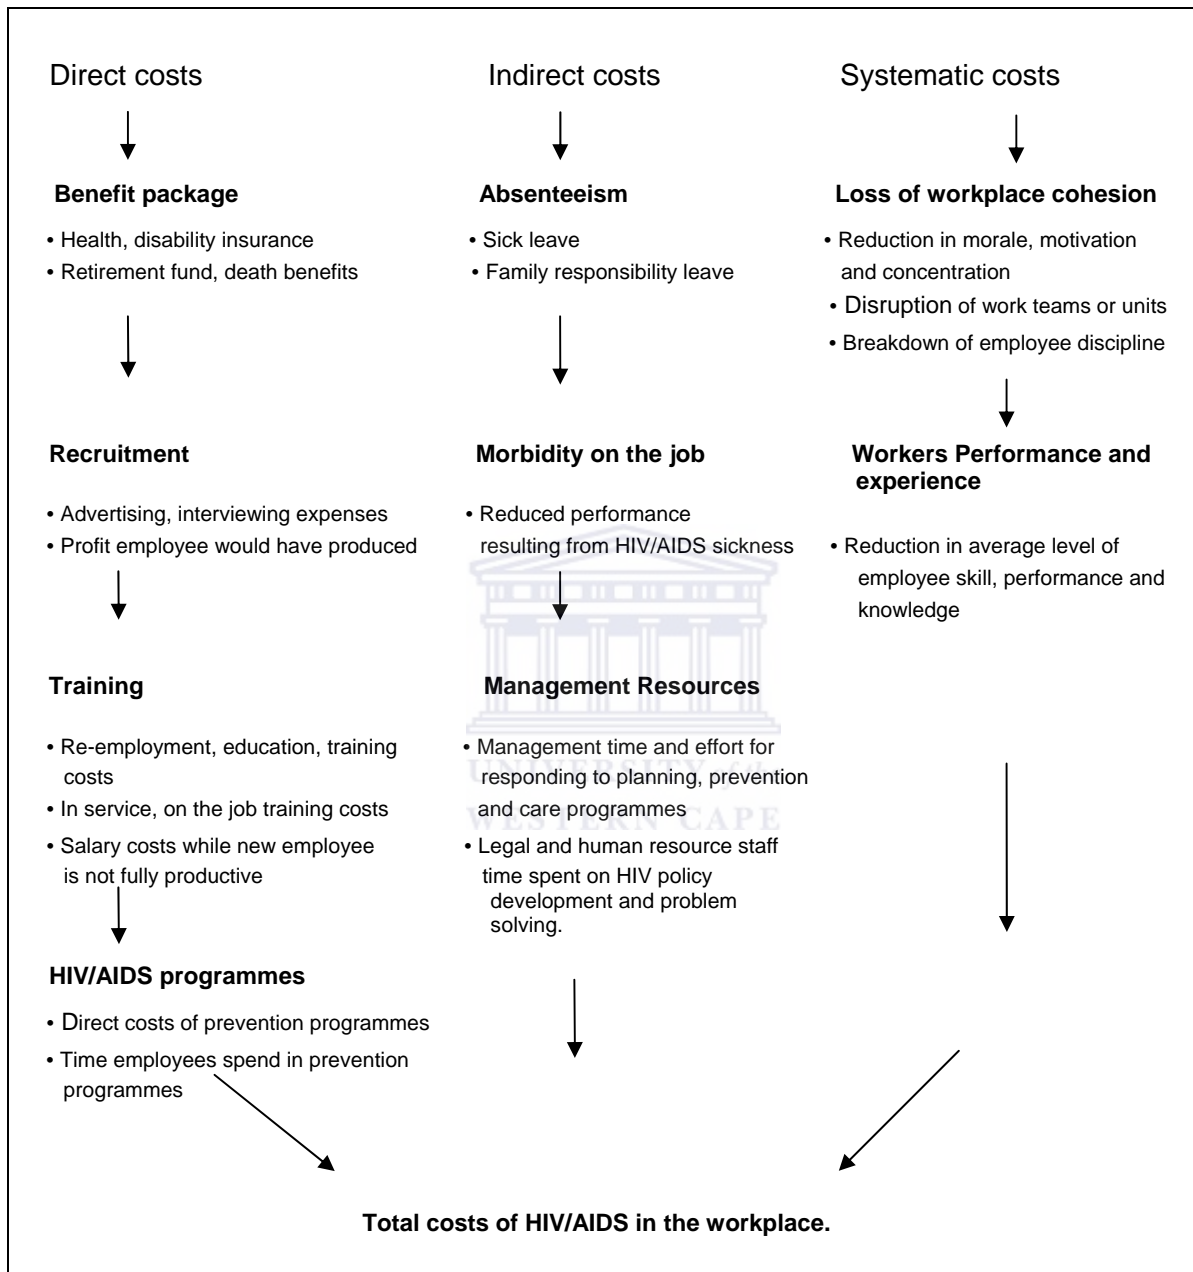 Direct costs
Benefit package
• Health, disability insurance
• Retirement fund, death benefits
Recruitment
• Advertising, interviewing expenses
• Profit employee would have produced
Training
• Re-employment, education, training
costs
• In service, on the job training costs
• Salary costs while new employee
is not fully productive
HIV/AIDS programmes
• Direct costs of prevention programmes
• Time employees spend in prevention
programmes
Indirect costs
Absenteeism
• Sick leave
• Family responsibility leave
Morbidity on the job
• Reduced performance
resulting from HIV/AIDS sickness
Management Resources
• Management time and effort for
responding to planning, prevention
and care programmes
• Legal and human resource staff
time spent on HIV policy
development and problem
solving.
Systematic costs
Loss of workplace cohesion
• Reduction in morale, motivation
and concentration
• Disruption of work teams or units
• Breakdown of employee discipline
Workers Performance and
experience
• Reduction in average level of
employee skill, performance and
knowledge
Total costs of HIV/AIDS in the workplace.
UNIVERSITY of the
WESTERN CAPE